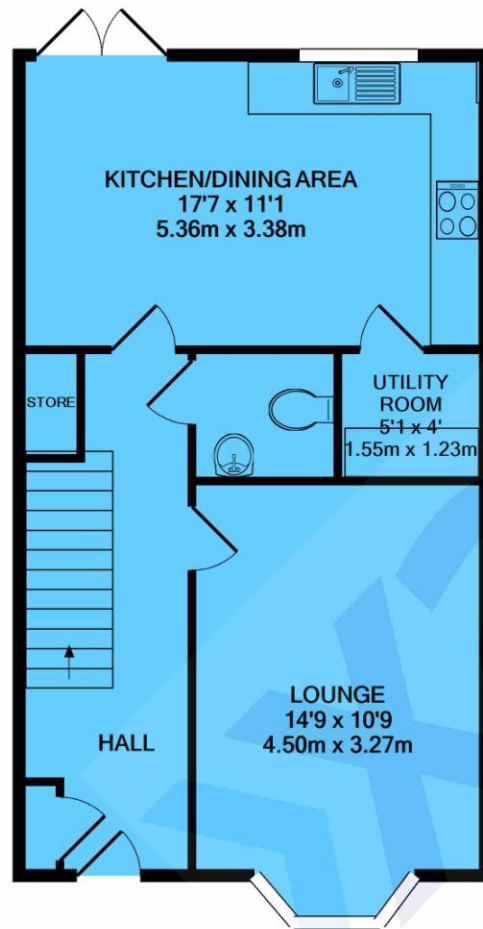 KITCHEN/DINING AREA
17'7 x 11'1
5.36m x 3.38m
STORE
UTILITY
ROOM
5'1 x 4'
1.55m x 1.23m
LOUNGE
14'9 x 10'9
4.50m x 3.27m
HALL